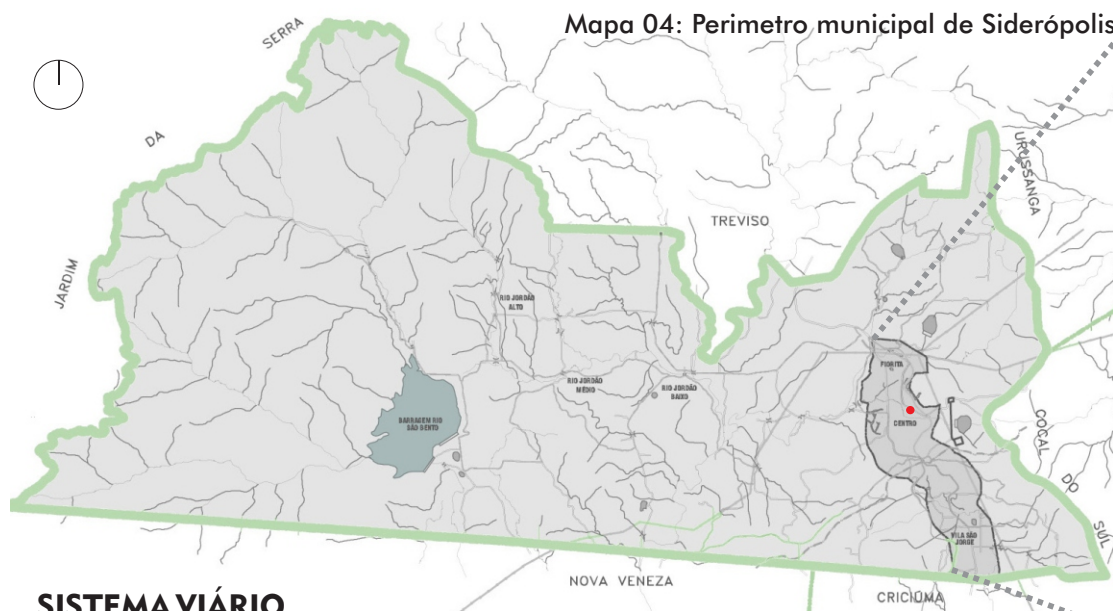 Mapa 04: Perimetro municipal de Siderópolis
SERRA
DA
JARDIM
URUSSANGA
TREVISO
RIO JORDÃO
ALTO
FIORITA
RIO JORDÃO
MÉDIO
RIO JORDÃO
BAIXO
BARRAGEM RIO
SÃO BENTO
CENTRO
COCAL
DO
SUL
VILA SÃO
JORGE
NOVA VENEZA
CRICIÚMA
SISTEMA VIÁRIO